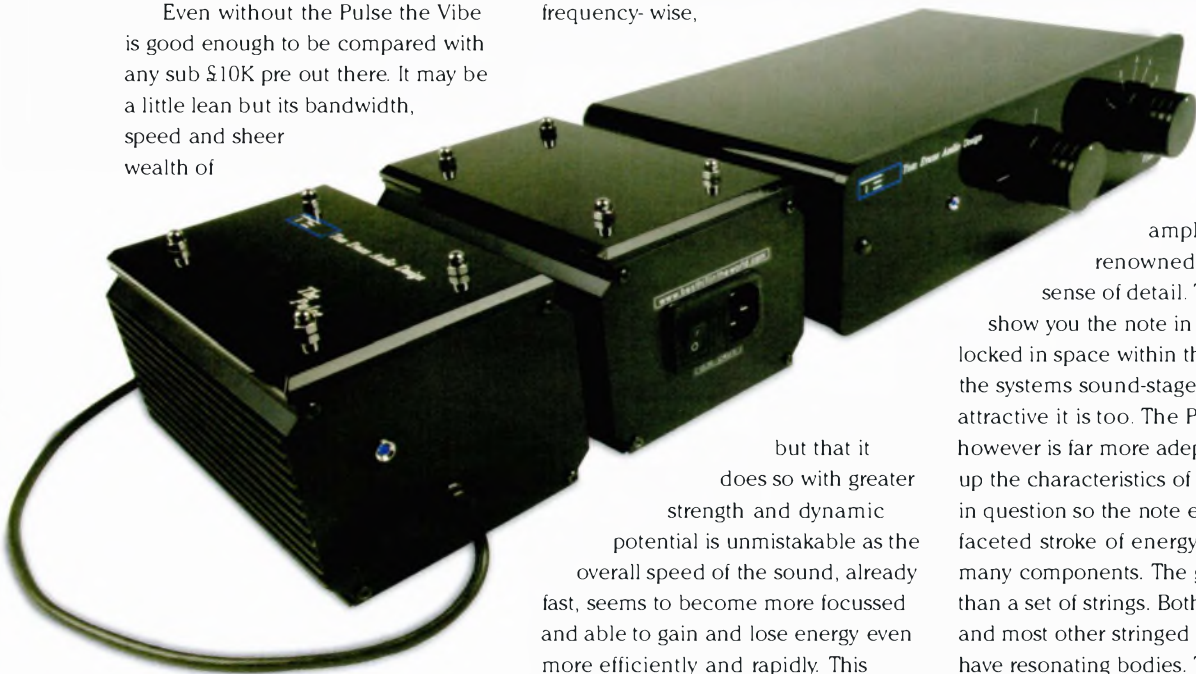 Even without the Pulse the Vibe
is good enough to be compared with
any sub £10K pre out there. It may be
a little lean but its bandwidth,
speed and sheer
wealth of
frequency- wise,
but that it
does so with greater
strength and dynamic
potential is unmistakable as the
overall speed of the sound, already
fast, seems to become more focussed
and able to gain and lose energy even
more efficiently and rapidly. This
ampl
renowned
sense of detail. T
show you the note in
locked in space within th
the systems sound-stage
attractive it is too. The P
however is far more adep
up the characteristics of
in question so the note e
faceted stroke of energy
many components. The g
than a set of strings. Both
and most other stringed
have resonating bodies. T
Audio Design
Audio Design